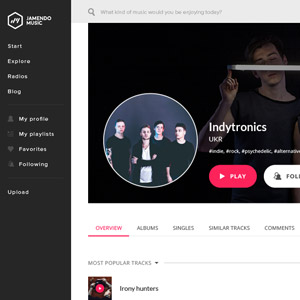 JAMENDO
MUSIC
What kind of music would you be enjoying today?
Start
Explore
Radios
Blog
My profile
My playlists
Favorites
Following
Upload
Indytronics
UKR
#indie, #rock, #psychedelic, #alternative
PLAY
FOLL
OVERVIEW ALBUMS SINGLES SIMILAR TRACKS COMMENTS
MOST POPULAR TRACKS
Irony hunters